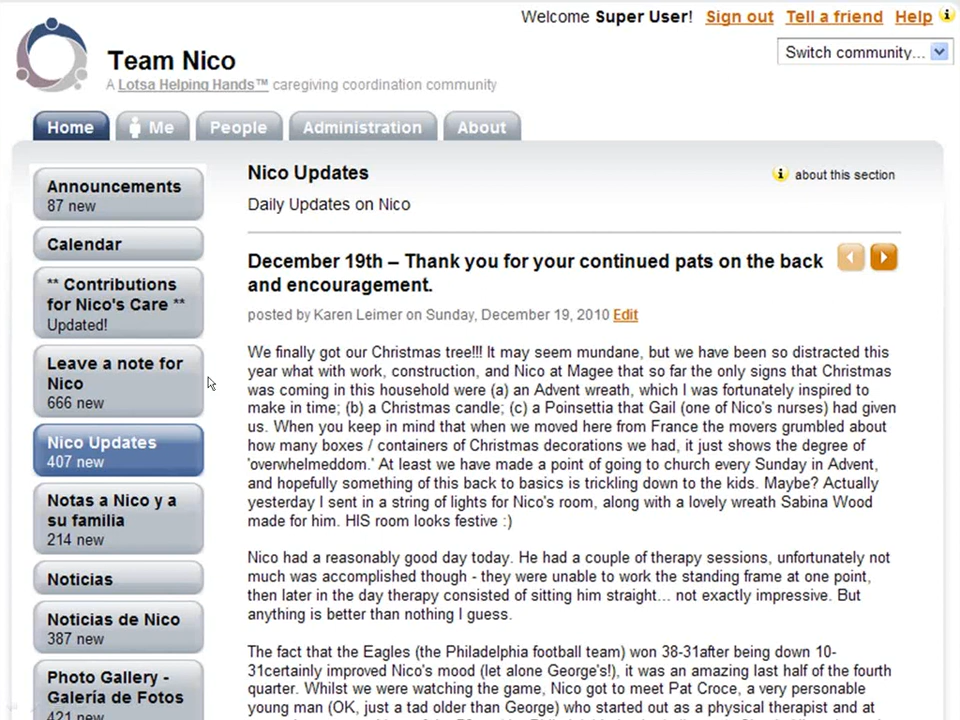 Welcome Super User! Sign out Tell a friend Help
Switch community...
Team Nico
A Lotsa Helping Hands™ caregiving coordination community
Home Me People Administration About
Announcements
87 new
Calendar
** Contributions
for Nico's Care **
Updated!
Leave a note for
Nico
666 new
Nico Updates
407 new
Notas a Nico y a
su familia
214 new
Noticias
Noticias de Nico
387 new
Photo Gallery -
Galería de Fotos
421 new
Nico Updates
about this section
Daily Updates on Nico
December 19th – Thank you for your continued pats on the back
and encouragement.
posted by Karen Leimer on Sunday, December 19, 2010 Edit
We finally got our Christmas tree!!! It may seem mundane, but we have been so distracted this
year what with work, construction, and Nico at Magee that so far the only signs that Christmas
was coming in this household were (a) an Advent wreath, which I was fortunately inspired to
make in time; (b) a Christmas candle; (c) a Poinsettia that Gail (one of Nico's nurses) had given
us. When you keep in mind that when we moved here from France the movers grumbled about
how many boxes / containers of Christmas decorations we had, it just shows the degree of
'overwhelmeddom.' At least we have made a point of going to church every Sunday in Advent,
and hopefully something of this back to basics is trickling down to the kids. Maybe? Actually
yesterday I sent in a string of lights for Nico's room, along with a lovely wreath Sabina Wood
made for him. HIS room looks festive :)
Nico had a reasonably good day today. He had a couple of therapy sessions, unfortunately not
much was accomplished though - they were unable to work the standing frame at one point,
then later in the day therapy consisted of sitting him straight... not exactly impressive. But
anything is better than nothing I guess.
The fact that the Eagles (the Philadelphia football team) won 38-31after being down 10-
31certainly improved Nico's mood (let alone George's!), it was an amazing last half of the fourth
quarter. Whilst we were watching the game, Nico got to meet Pat Croce, a very personable
young man (OK, just a tad older than George) who started out as a physical therapist and at